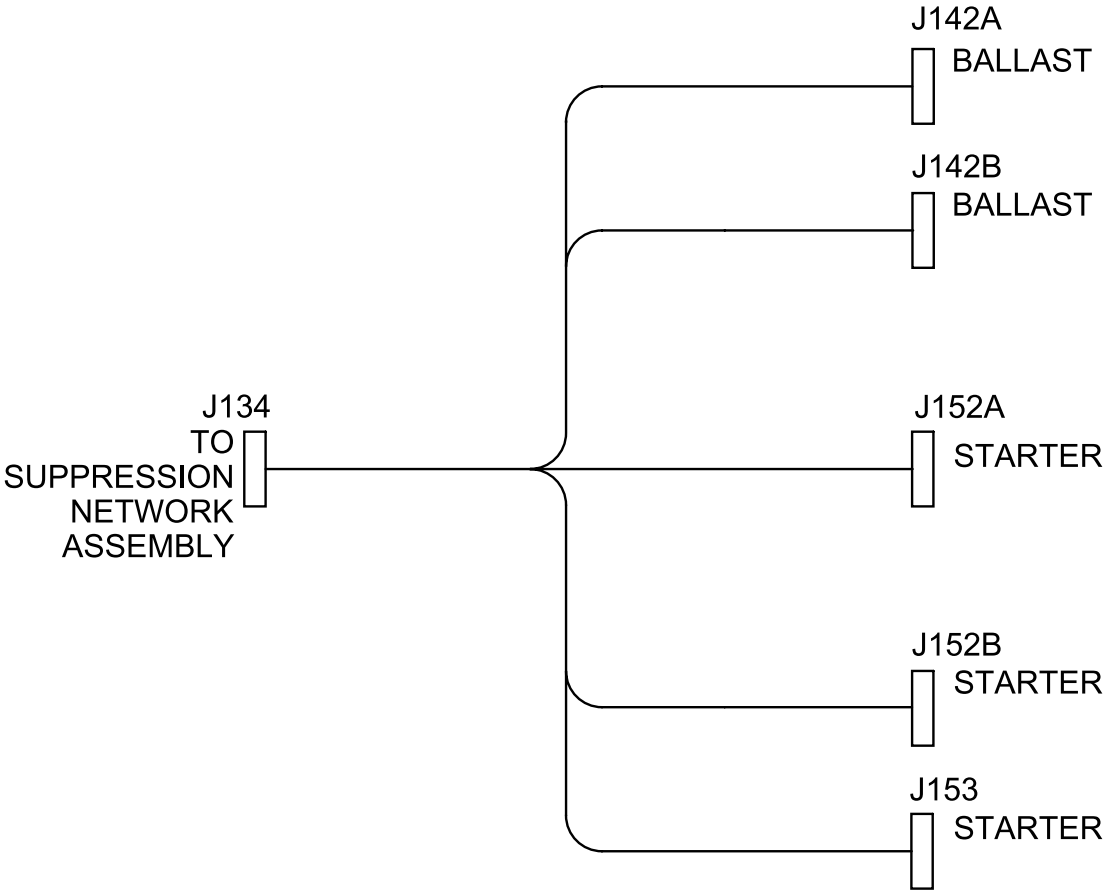 J142A
BALLAST
J142B
BALLAST
J134
TO
SUPPRESSION
NETWORK
ASSEMBLY
J152A
STARTER
J152B
STARTER
J153
STARTER